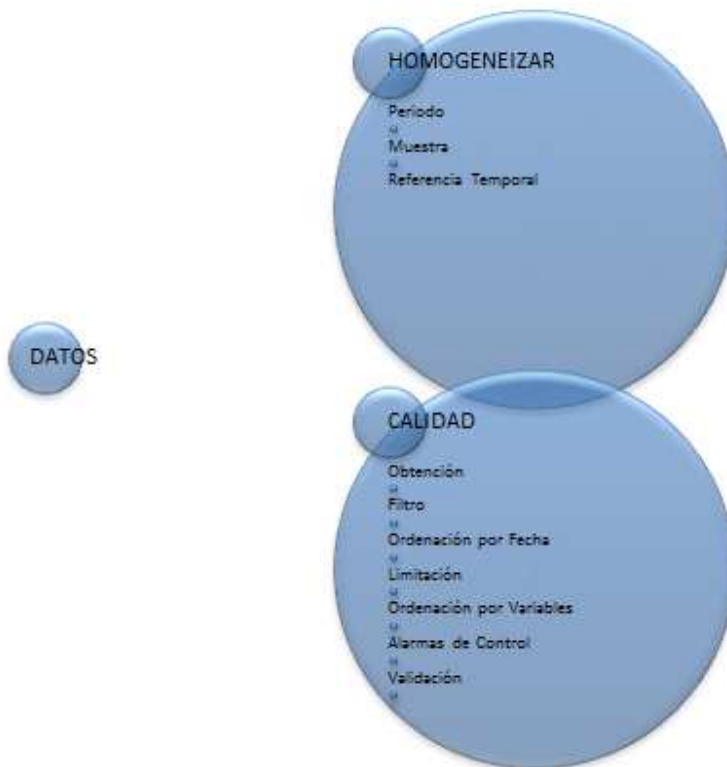 HOMOGENEIZAR
Periodo
Muestra
Referencia Temporal
DATOS
CALIDAD
Obtención
Filtro
Ordenación por Fecha
Limitación
Ordenación por Variables
Alarmas de Control
Validación